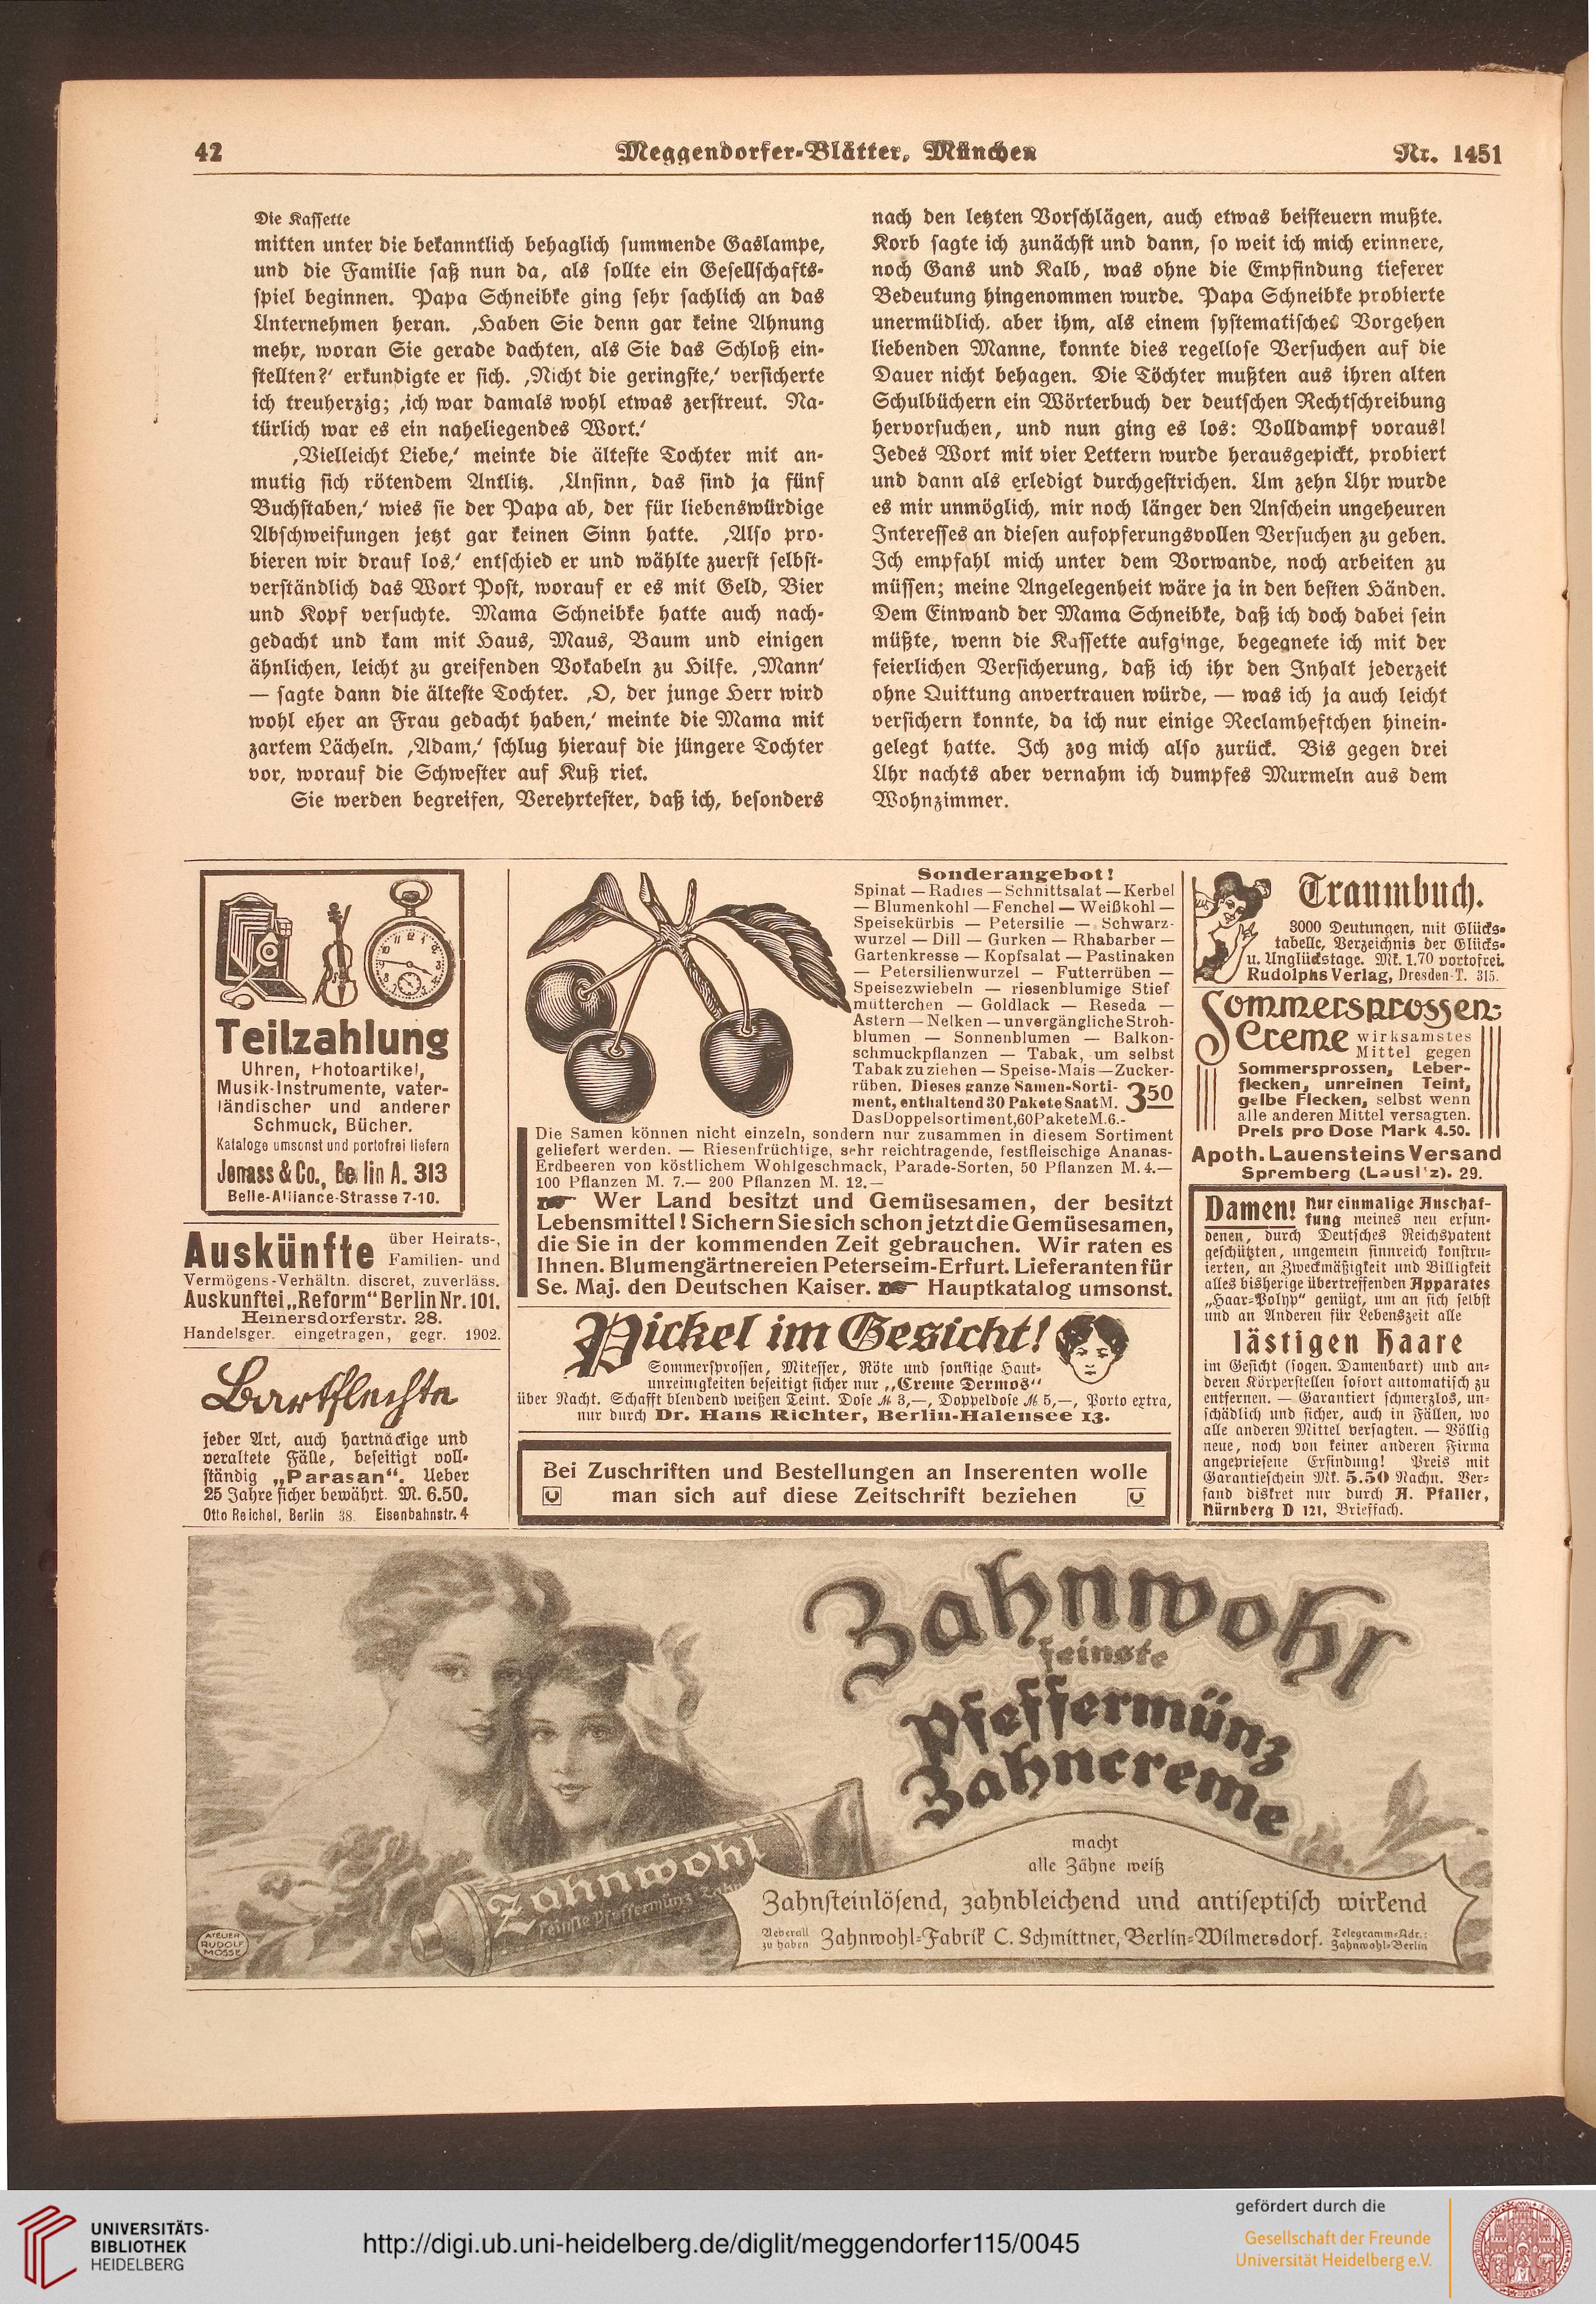 42
Meggendorfer-Blätter, München
Nr. 1451
Die Kassette
mitten unter die bekanntlich behaglich summende Gaslampe,
und die Familie saß nun da, als sollte ein Gesellschafts-
spiel beginnen. Papa Schneibke ging sehr sachlich an das
Unternehmen heran. ‚Haben Sie denn gar keine Ahnung
mehr, woran Sie gerade dachten, als Sie das Schloß ein-
stellten?‘ erkundigte er sich. ‚Nicht die geringste,‘ versicherte
ich treuherzig; ‚ich war damals wohl etwas zerstreut. Na-
türlich war es ein naheliegendes Wort.‘
‚Vielleicht Liebe,‘ meinte die älteste Tochter mit an-
mutig sich rötendem Antlitz. ‚Unsinn, das sind ja fünf
Buchstaben,‘ wies sie der Papa ab, der für liebenswürdige
Abschweifungen jetzt gar keinen Sinn hatte. ‚Also pro-
bieren wir drauf los,‘ entschied er und wählte zuerst selbst-
verständlich das Wort Post, worauf er es mit Geld, Bier
und Kopf versuchte. Mama Schneibke hatte auch nach-
gedacht und kam mit Haus, Maus, Baum und einigen
ähnlichen, leicht zu greifenden Vokabeln zu Hilfe. ‚Mann‘
— sagte dann die älteste Tochter. ‚O, der junge Herr wird
wohl eher an Frau gedacht haben,‘ meinte die Mama mit
zartem Lächeln. ‚Adam,‘ schlug hierauf die jüngere Tochter
vor, worauf die Schwester auf Kuß riet.
Sie werden begreifen, Verehrtester, daß ich, besonders
nach den letzten Vorschlägen, auch etwas beisteuern mußte.
Korb sagte ich zunächst und dann, so weit ich mich erinnere,
noch Gans und Kalb, was ohne die Empfindung tieferer
Bedeutung hingenommen wurde. Papa Schneibke probierte
unermüdlich. aber ihm, als einem systematisches Vorgehen
liebenden Manne, konnte dies regellose Versuchen auf die
Dauer nicht behagen. Die Töchter mußten aus ihren alten
Schulbüchern ein Wörterbuch der deutschen Rechtschreibung
hervorsuchen, und nun ging es los: Volldampf voraus!
Jedes Wort mit vier Lettern wurde herausgepickt, probiert
und dann als erledigt durchgestrichen. Um zehn Uhr wurde
es mir unmöglich, mir noch länger den Anschein ungeheuren
Interesses an diesen aufopferungsvollen Versuchen zu geben.
Ich empfahl mich unter dem Vorwande, noch arbeiten zu
müssen; meine Angelegenheit wäre ja in den besten Händen.
Dem Einwand der Mama Schneibke, daß ich doch dabei sein
müßte, wenn die Kassette aufginge, begegnete ich mit der
feierlichen Versicherung, daß ich ihr den Inhalt jederzeit
ohne Quittung anvertrauen würde, — was ich ja auch leicht
versichern konnte, da ich nur einige Reclamheftchen hinein-
gelegt hatte. Ich zog mich also zurück. Bis gegen drei
Uhr nachts aber vernahm ich dumpfes Murmeln aus dem
Wohnzimmer.
Teilzahlung
Uhren, Photoartikel,
Musik-Instrumente, vater-
ländischer und anderer
Schmuck, Bücher.
Kataloge umsonst und portofrei liefern
Jonass & Co., Berlin A. 313
Belle-Alliance-Strasse 7-10.
Auskünfte über Heirats-,
Familien- und
Vermögens-Verhältn. discret, zuverläss.
Auskunftei „Reform“ Berlin Nr. 101.
Heinersdorferstr. 28.
Handelsger. eingetragen, gegr. 1902.
Bartflechte
jeder Art, auch hartnäckige und
veraltete Fälle, beseitigt voll-
ständig „Parasan“. Ueber
25 Jahre sicher bewährt. M. 6.50.
Otto Reichel, Berlin 38. Eisenbahnstr. 4
Sonderangebot!
Spinat — Radies — Schnittsalat — Kerbel
— Blumenkohl — Fenchel — Weißkohl —
Speisekürbis — Petersilie — Schwarz-
wurzel — Dill — Gurken — Rhabarber —
Gartenkresse — Kopfsalat — Pastinaken
— Petersilienwurzel — Futterrüben —
Speisezwiebeln — riesenblumige Stief
mütterchen — Goldlack — Reseda —
Astern — Nelken — unvergängliche Stroh-
blumen — Sonnenblumen — Balkon-
schmuckpflanzen — Tabak, um selbst
Tabak zu ziehen — Speise-Mais — Zucker-
rüben. Dieses ganze Samen-Sorti-
ment, enthaltend 30 Pakete Saat M. 3 50
Das Doppelsortiment, 60 Pakete M. 6.-
Die Samen können nicht einzeln, sondern nur zusammen in diesem Sortiment
geliefert werden. — Riesenfrüchtige, sehr reichtragende, festfleischige Ananas-
Erdbeeren von köstlichem Wohlgeschmack, Parade-Sorten, 50 Pflanzen M. 4.—
100 Pflanzen M. 7.— 200 Pflanzen M. 12.—
Wer Land besitzt und Gemüsesamen, der besitzt
Lebensmittel! Sichern Sie sich schon jetzt die Gemüsesamen,
die Sie in der kommenden Zeit gebrauchen. Wir raten es
Ihnen. Blumengärtnereien Peterseim-Erfurt. Lieferanten für
Se. Maj. den Deutschen Kaiser. Hauptkatalog umsonst.
Pickel im Gesicht!
Sommersprossen, Mitesser, Röte und sonstige Haut-
unreinigkeiten beseitigt sicher nur „Creme Dermos“
über Nacht. Schafft blendend weißen Teint. Dose ℳ 3,—, Doppeldose ℳ 5,—, Porto extra,
nur durch Dr. Hans Richter, Berlin-Halensee 13.
Bei Zuschriften und Bestellungen an Inserenten wolle
man sich auf diese Zeitschrift beziehen
Traumbuch.
3000 Deutungen, mit Glücks-
tabelle, Verzeichnis der Glücks-
u. Unglückstage. Mk. 1.70 portofrei.
Rudolphs Verlag, Dresden-T. 315.
Sommersprossen-
Creme wirksamstes
Mittel gegen
Sommersprossen, Leber-
flecken, unreinen Teint,
gelbe Flecken, selbst wenn
alle anderen Mittel versagten.
Preis pro Dose Mark 4.50.
Apoth. Lauensteins Versand
Spremberg (Lausitz). 29.
Damen! Nur einmalige Anschaf-
fung meines neu erfun-
denen, durch Deutsches Reichspatent
geschützten, ungemein sinnreich konstru-
ierten, an Zweckmäßigkeit und Billigkeit
alles bisherige übertreffenden Apparates
„Haar-Polyp“ genügt, um an sich selbst
und an Anderen für Lebenszeit alle
lästigen Haare
im Gesicht (sogen. Damenbart) und an-
deren Körperstellen sofort automatisch zu
entfernen. — Garantiert schmerzlos, un-
schädlich und sicher, auch in Fällen, wo
alle anderen Mittel versagten. — Völlig
neue, noch von keiner anderen Firma
angepriesene Erfindung! Preis mit
Garantieschein Mk. 5.50 Nachn. Ver-
sand diskret nur durch A. Pfaller,
Nürnberg D 121, Brieffach.
Zahnwohl
feinste
Pfeffermünz
Zahncreme
macht
alle Zähne weiß
Zahnsteinlösend, zahnbleichend und antiseptisch wirkend
Ueberall
zu haben
Zahnwohl-Fabrik C. Schmittner, Berlin-Wilmersdorf.
Telegramm-Adr.:
Zahnwohl-Berlin
Zahnwohl
feinste Pfeffermünz
ATELIER
RUDOLF
MOSSE
UNIVERSITÄTS-
BIBLIOTHEK
HEIDELBERG
http://digi.ub.uni-heidelberg.de/diglit/meggendorfer115/0045
gefördert durch die
Gesellschaft der Freunde
Universität Heidelberg e.V.